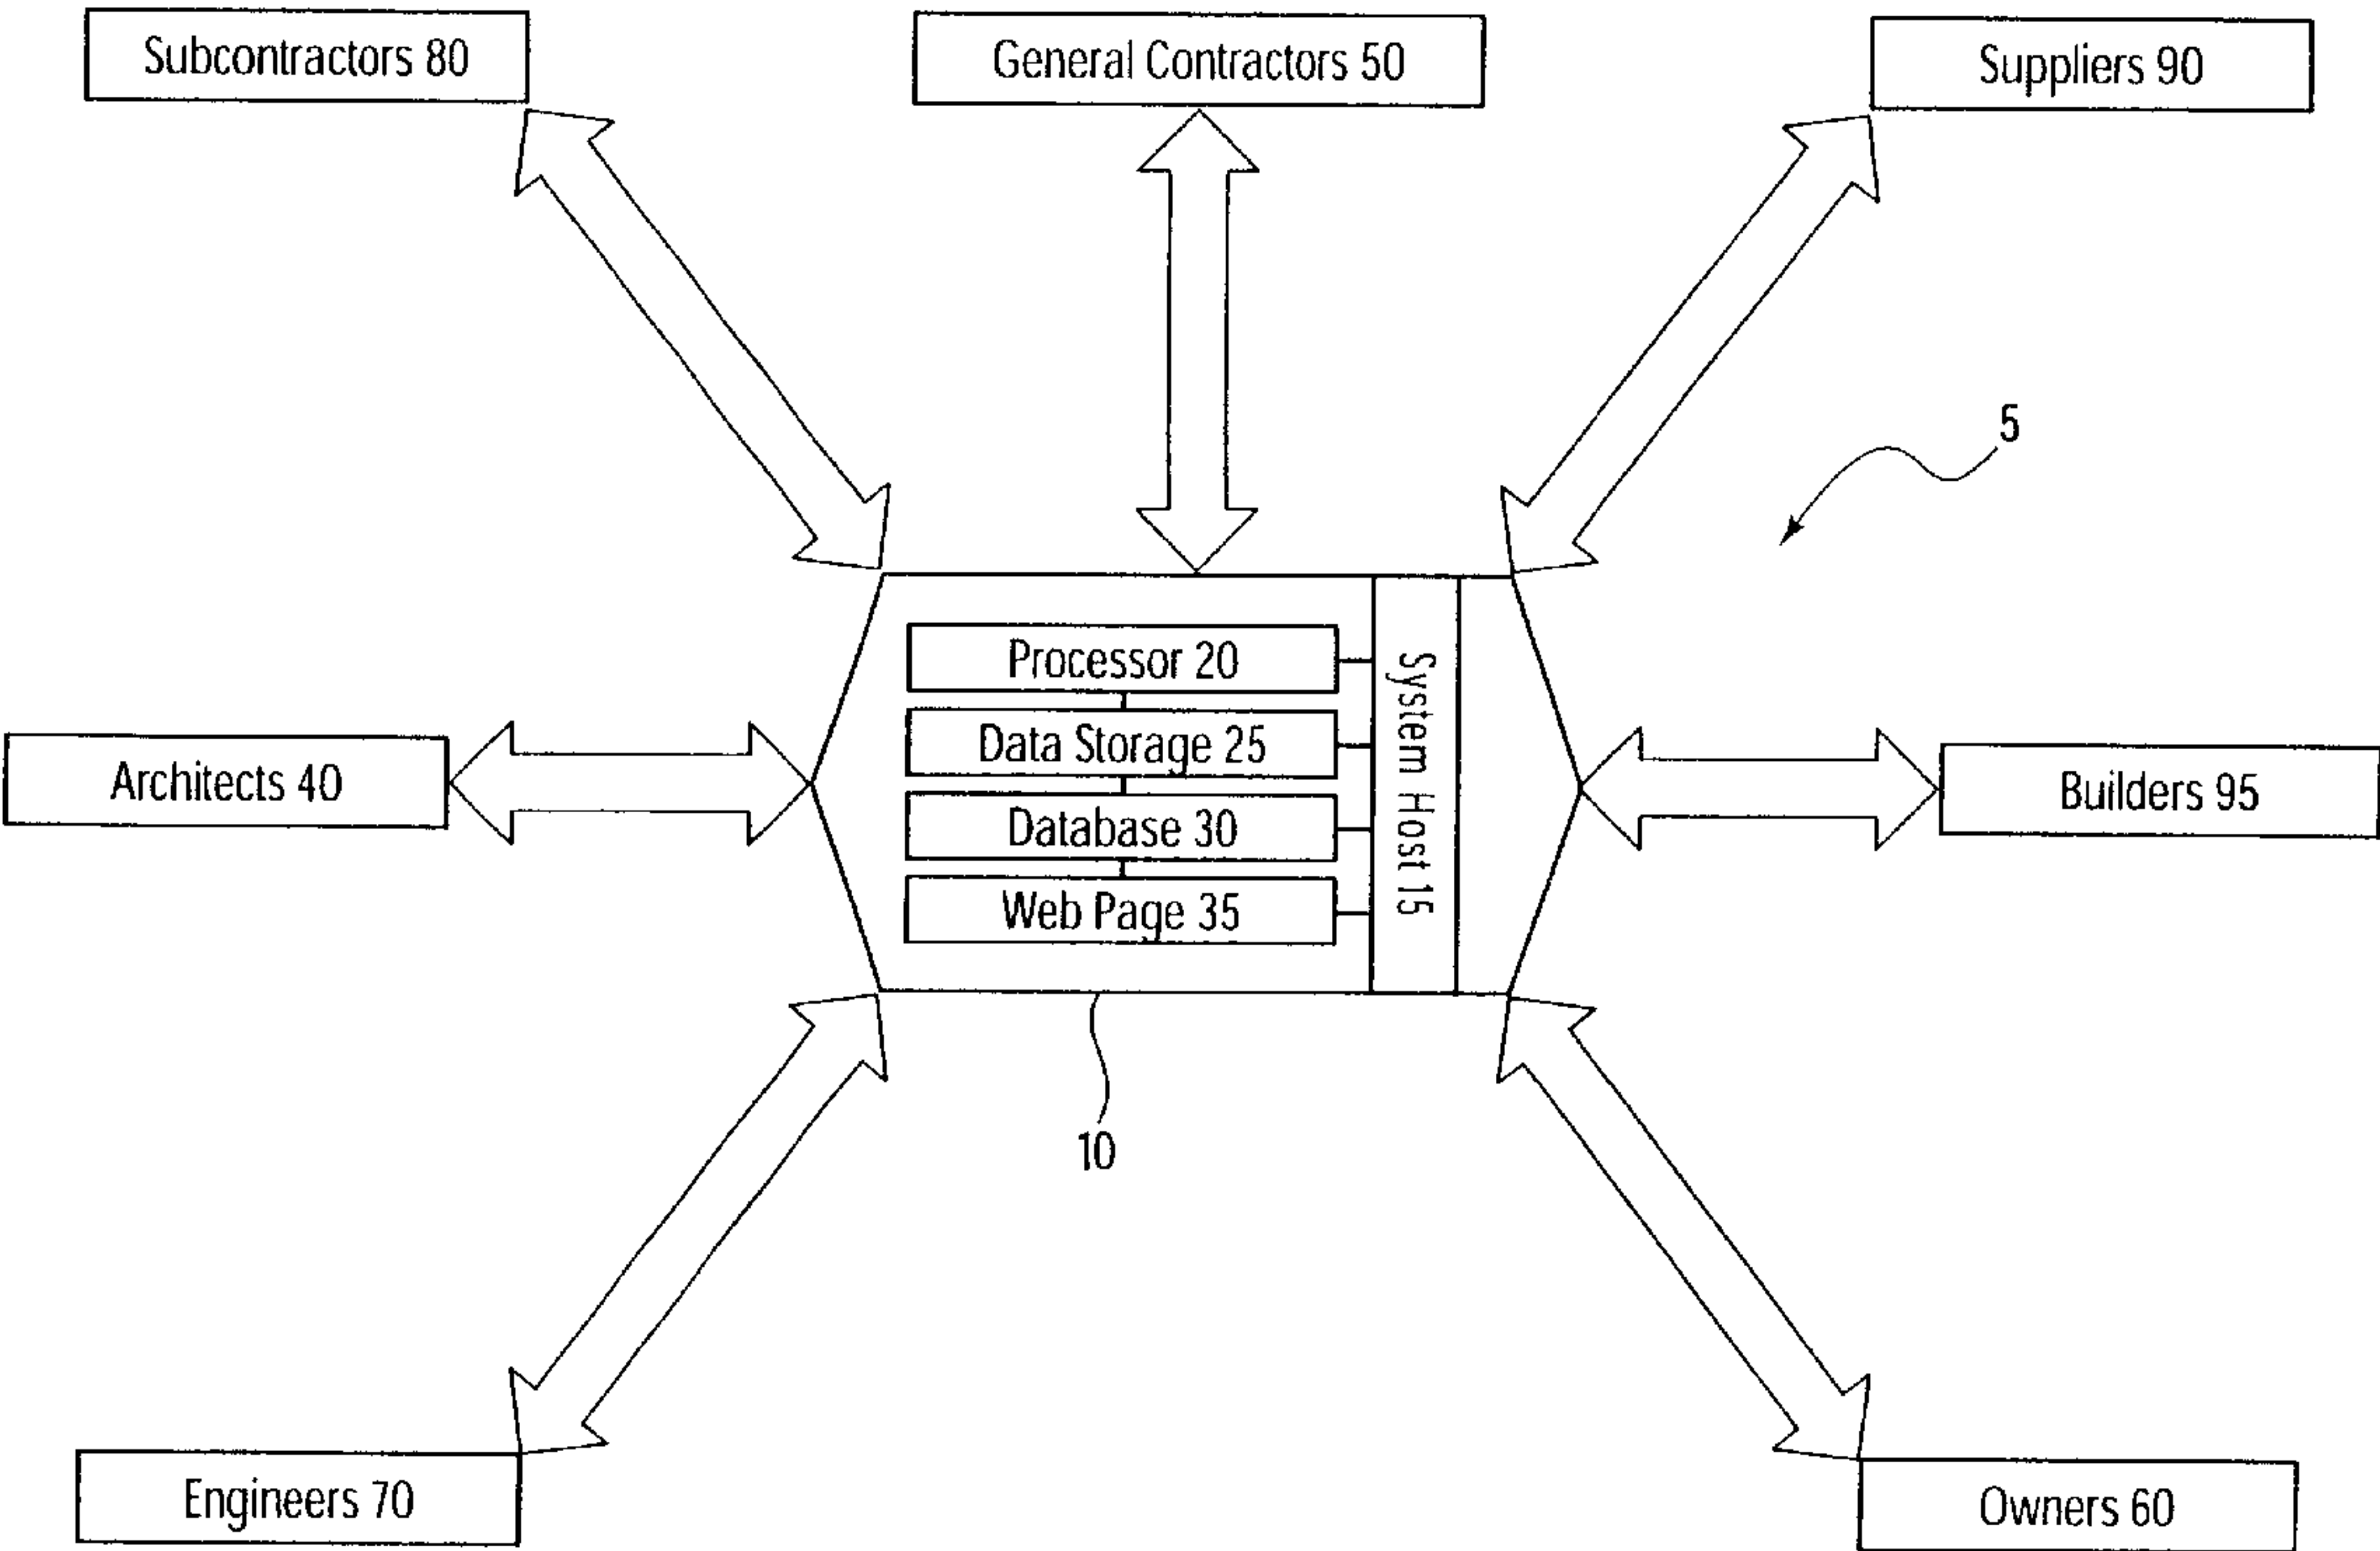 Subcontractors 80
General Contractors 50
Suppliers 90
5
Processor 20
Data Storage 25
Database 30
Web Page 35
System Host 15
Architects 40
Builders 95
10
Engineers 70
Owners 60